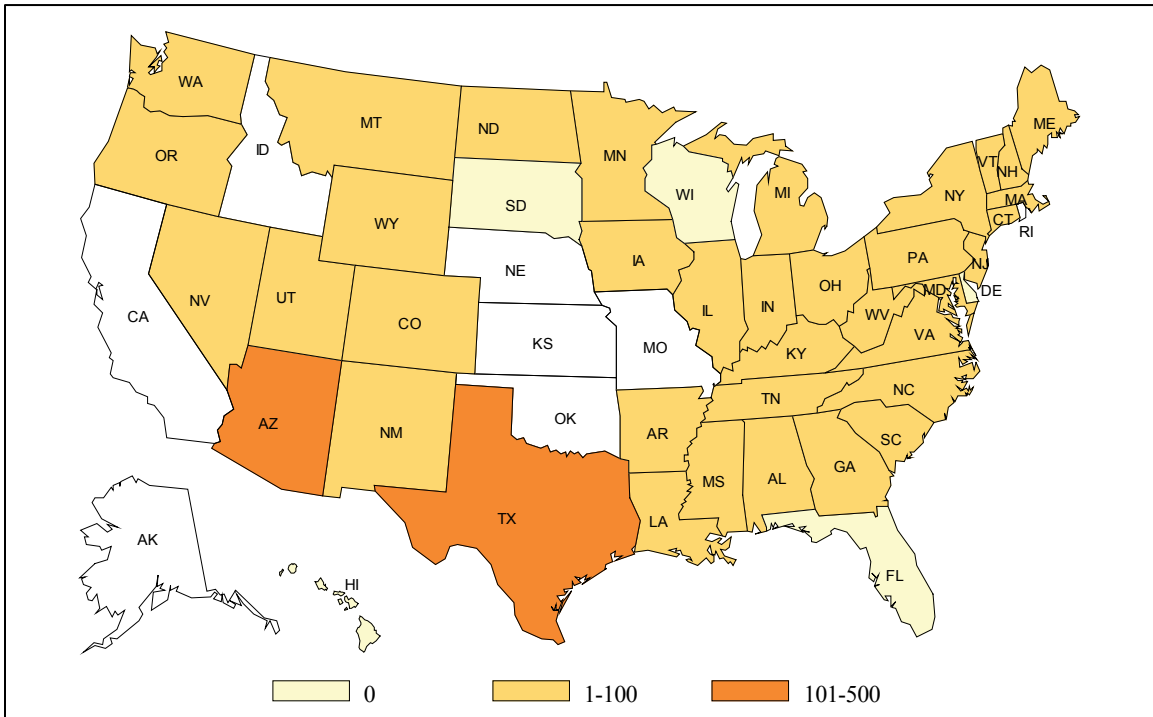 WA
MT
ND
ME
OR
ID
MN
VT
NH
WI
MI
NY
MA
SD
WY
CT
RI
IA
PA
NE
NJ
NV
UT
OH
MD
DE
CA
CO
IL
IN
WV
VA
KS
MO
KY
NC
TN
AZ
OK
AR
SC
NM
MS
AL
GA
TX
LA
AK
HI
FL
0
1-100
101-500